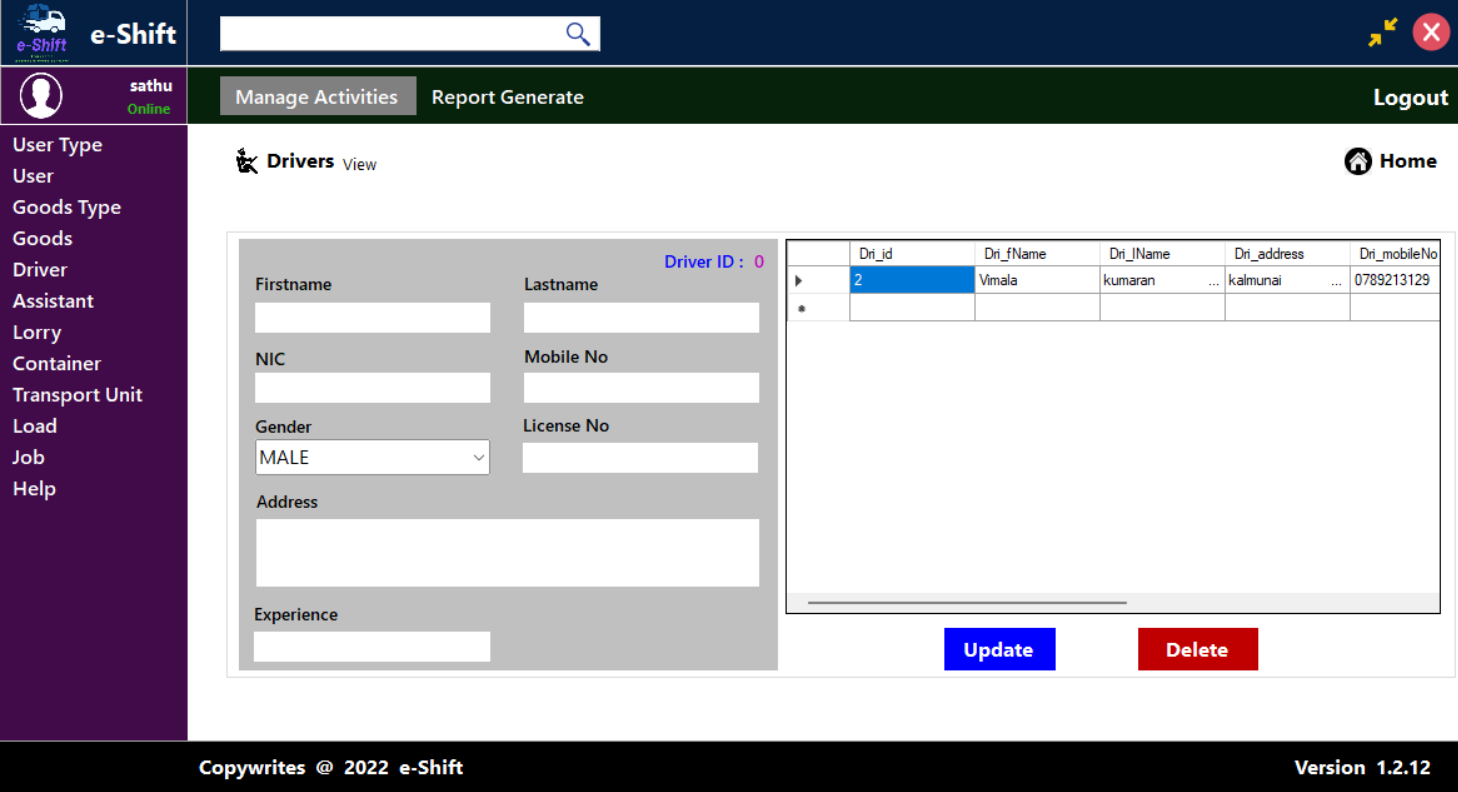 e-Shift
e-Shift
sathu
Online
Manage Activities
Report Generate
Logout
User Type
User
Goods Type
Goods
Driver
Assistant
Lorry
Container
Transport Unit
Load
Job
Help
Drivers View
Home
Driver ID : 0
Firstname
Lastname
NIC
Mobile No
Gender
License No
MALE
Address
Experience
Dri_id Dri_fName Dri_lName Dri_address Dri_mobileNo
2 Vimala kumaran ... kalmunai ... 0789213129
Update
Delete
Copywrites @ 2022 e-Shift
Version 1.2.12